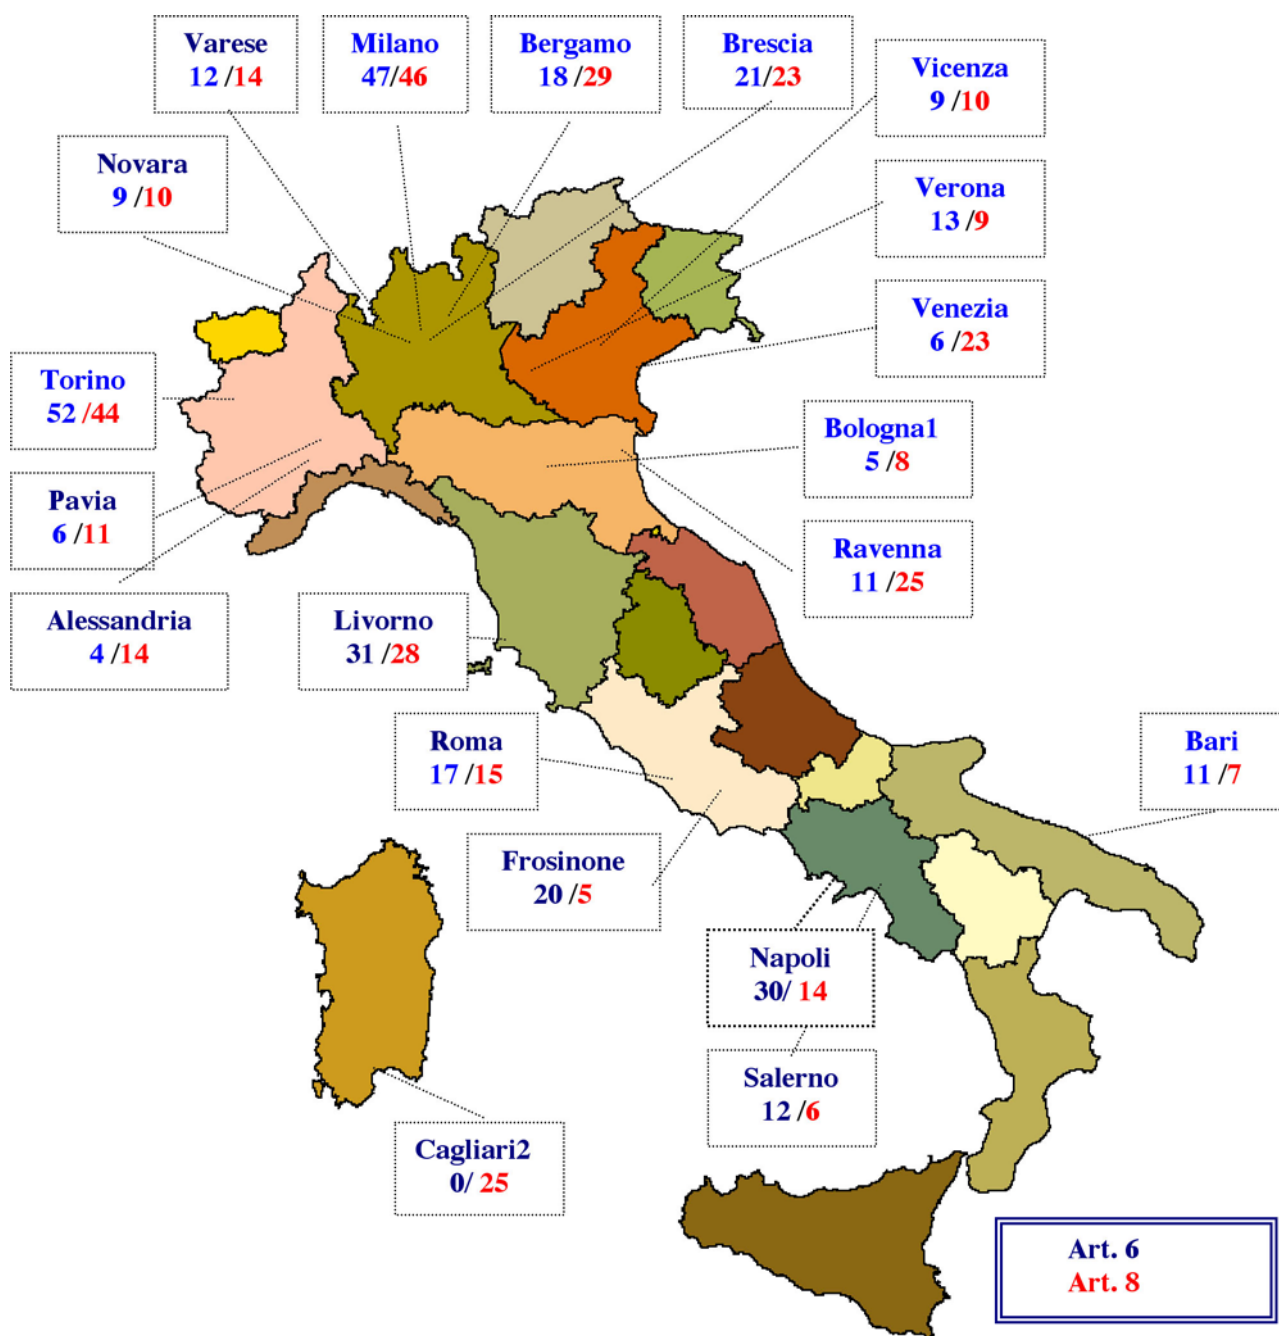 Varese
12 /14
Milano
47/46
Bergamo
18 /29
Brescia
21/23
Vicenza
9 /10
Novara
9 /10
Verona
13 /9
Venezia
6 /23
Torino
52 /44
Bologna1
5 /8
Pavia
6 /11
Ravenna
11 /25
Alessandria
4 /14
Livorno
31 /28
Roma
17 /15
Bari
11 /7
Frosinone
20 /5
Napoli
30/ 14
Salerno
12 /6
Cagliari2
0/ 25
Art. 6
Art. 8